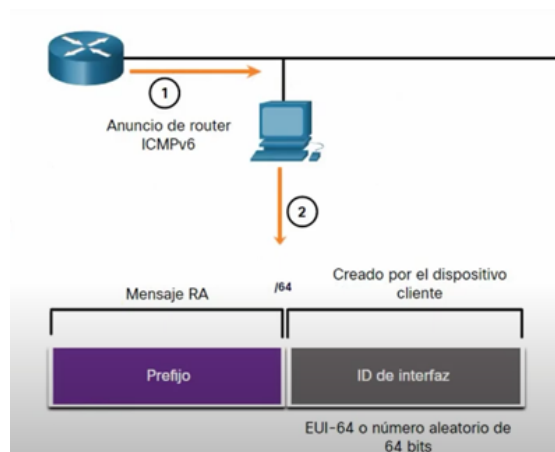 1
Anuncio de router
ICMPv6
2
Mensaje RA
/64
Creado por el dispositivo
cliente
Prefijo
ID de interfaz
EUI-64 o número aleatorio de
64 bits